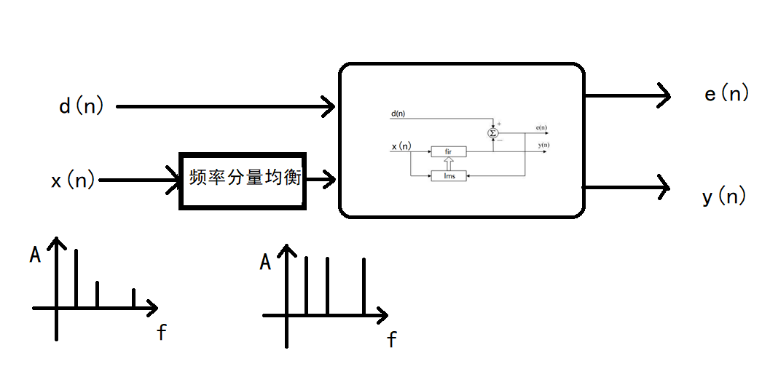 d(n)
x(n)
频率分量均衡
d(n)
x(n)
fir
lms
Σ
+
—
e(n)
y(n)
e(n)
y(n)
A
f
A
f